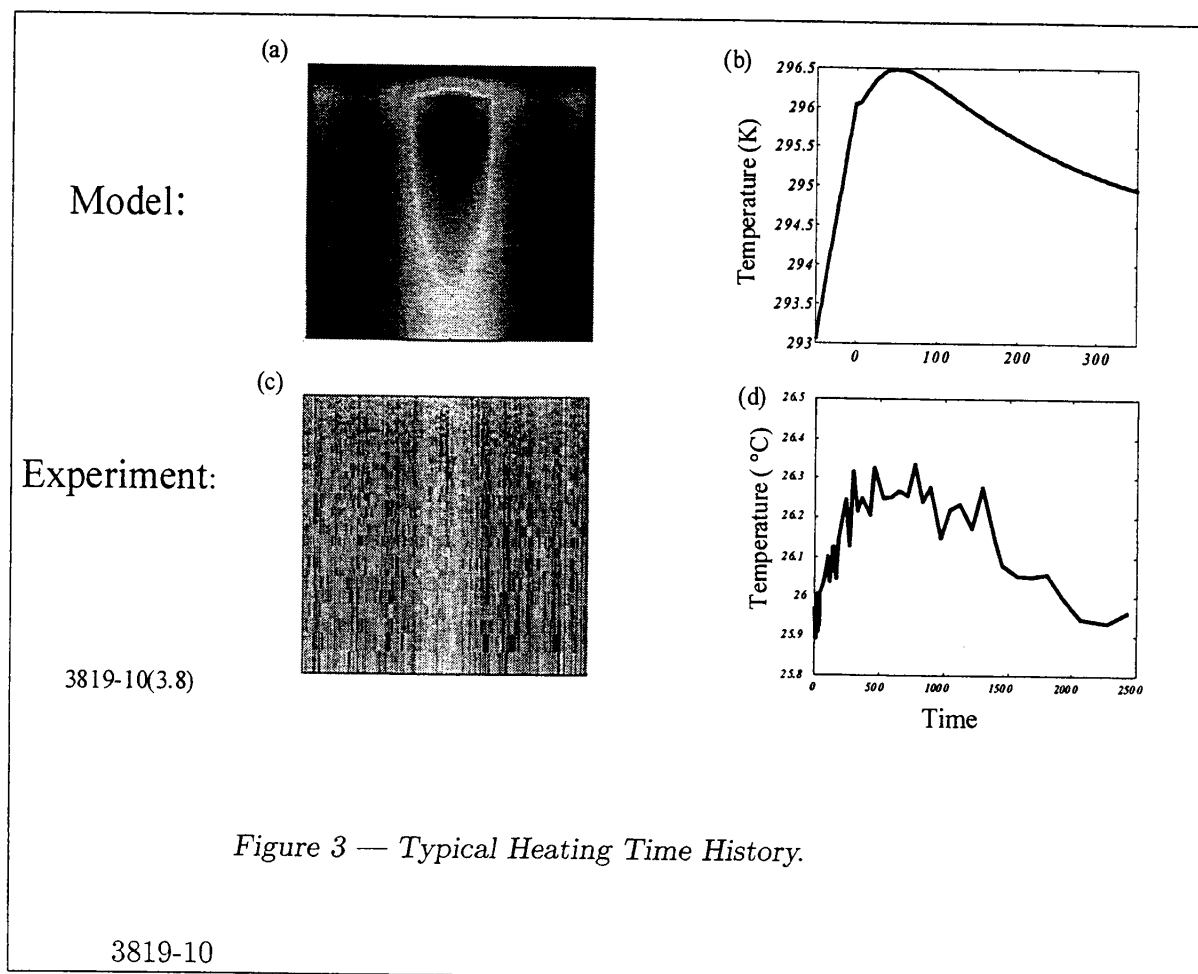 (a)
(b)
Model:
Temperature (K)
296.5
296
295.5
295
294.5
294
293.5
293
0 100 200 300
(c)
(d)
Experiment:
Temperature ( °C)
26.5
26.4
26.3
26.2
26.1
26
25.9
25.8
0 500 1000 1500 2000 2500
Time
3819-10(3.8)
Figure 3 — Typical Heating Time History.
3819-10